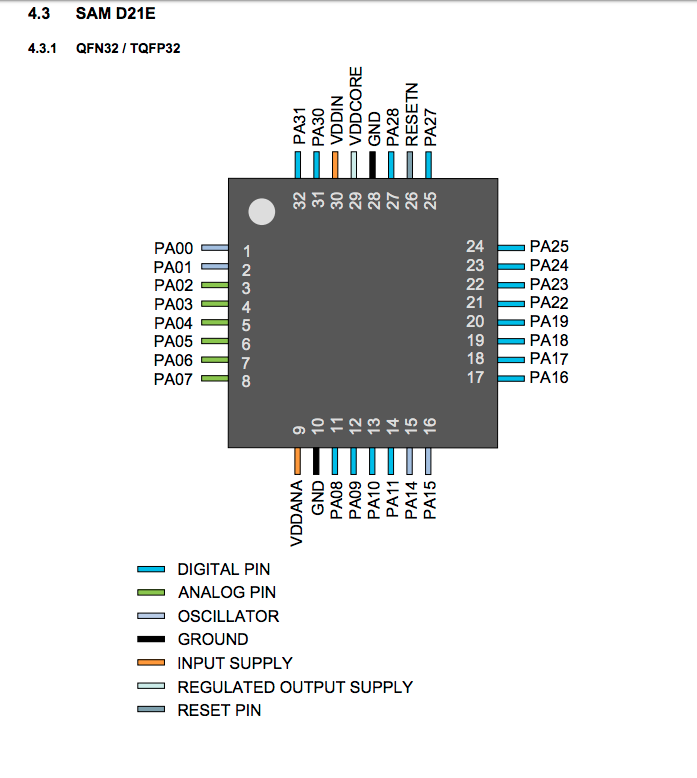 4.3 SAM D21E
4.3.1 QFN32 / TQFP32
PA31
PA30
VDDIN
VDDCORE
GND
PA28
RESETN
PA27
32
31
30
29
28
27
26
25
PA00 1
PA01 2
PA02 3
PA03 4
PA04 5
PA05 6
PA06 7
PA07 8
24 PA25
23 PA24
22 PA23
21 PA22
20 PA19
19 PA18
18 PA17
17 PA16
9
10
11
12
13
14
15
16
VDDANA
GND
PA08
PA09
PA10
PA11
PA14
PA15
DIGITAL PIN
ANALOG PIN
OSCILLATOR
GROUND
INPUT SUPPLY
REGULATED OUTPUT SUPPLY
RESET PIN